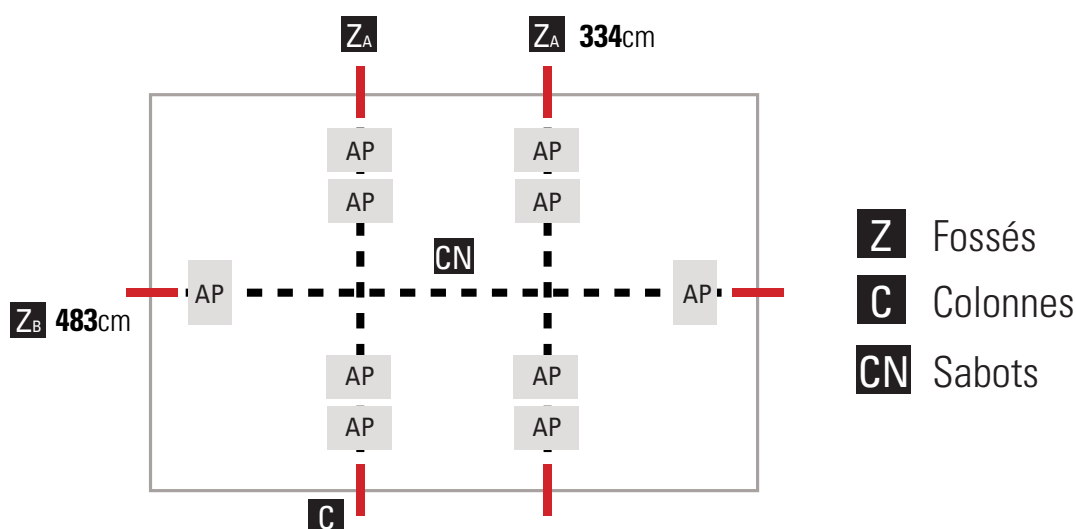 ZA
ZA 334cm
AP
AP
AP
AP
CN
AP
AP
ZB 483cm
AP
AP
AP
AP
C
Z Fossés
C Colonnes
CN Sabots